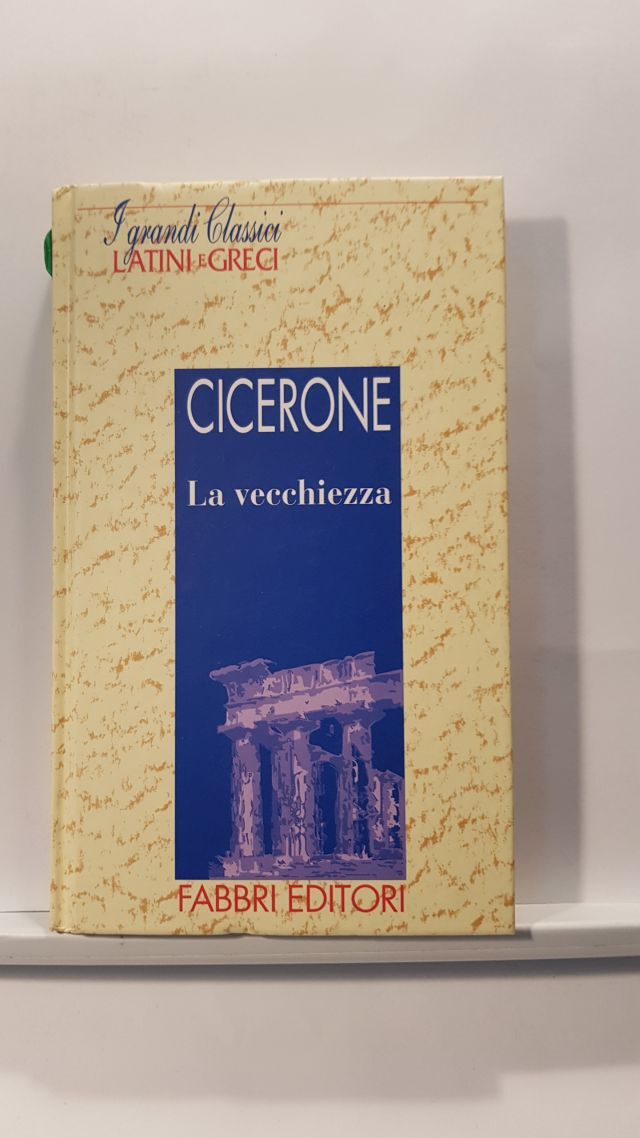 I grandi Classici
LATINI E GRECI
CICERONE
La vecchiezza
FABBRI EDITORI